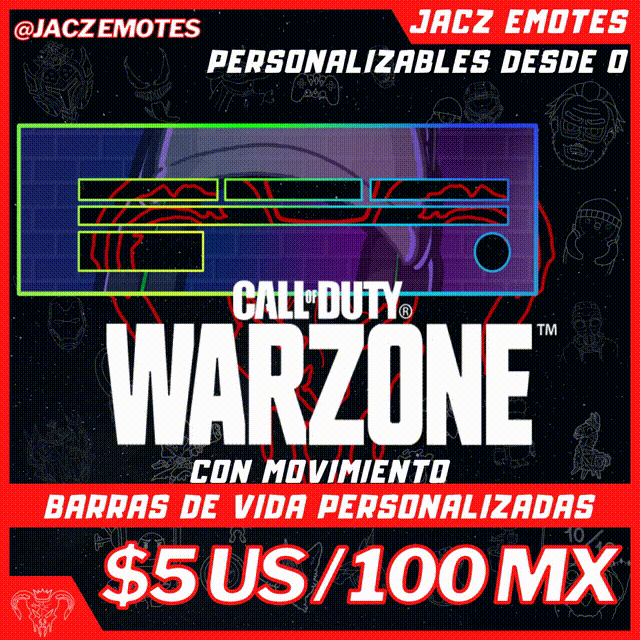 @JACZEMOTES
JACZ EMOTES
PERSONALIZABLES DESDE 0
CALL OF DUTY®
WARZONE™
CON MOVIMIENTO
BARRAS DE VIDA PERSONALIZADAS
$5 US / 100 MX